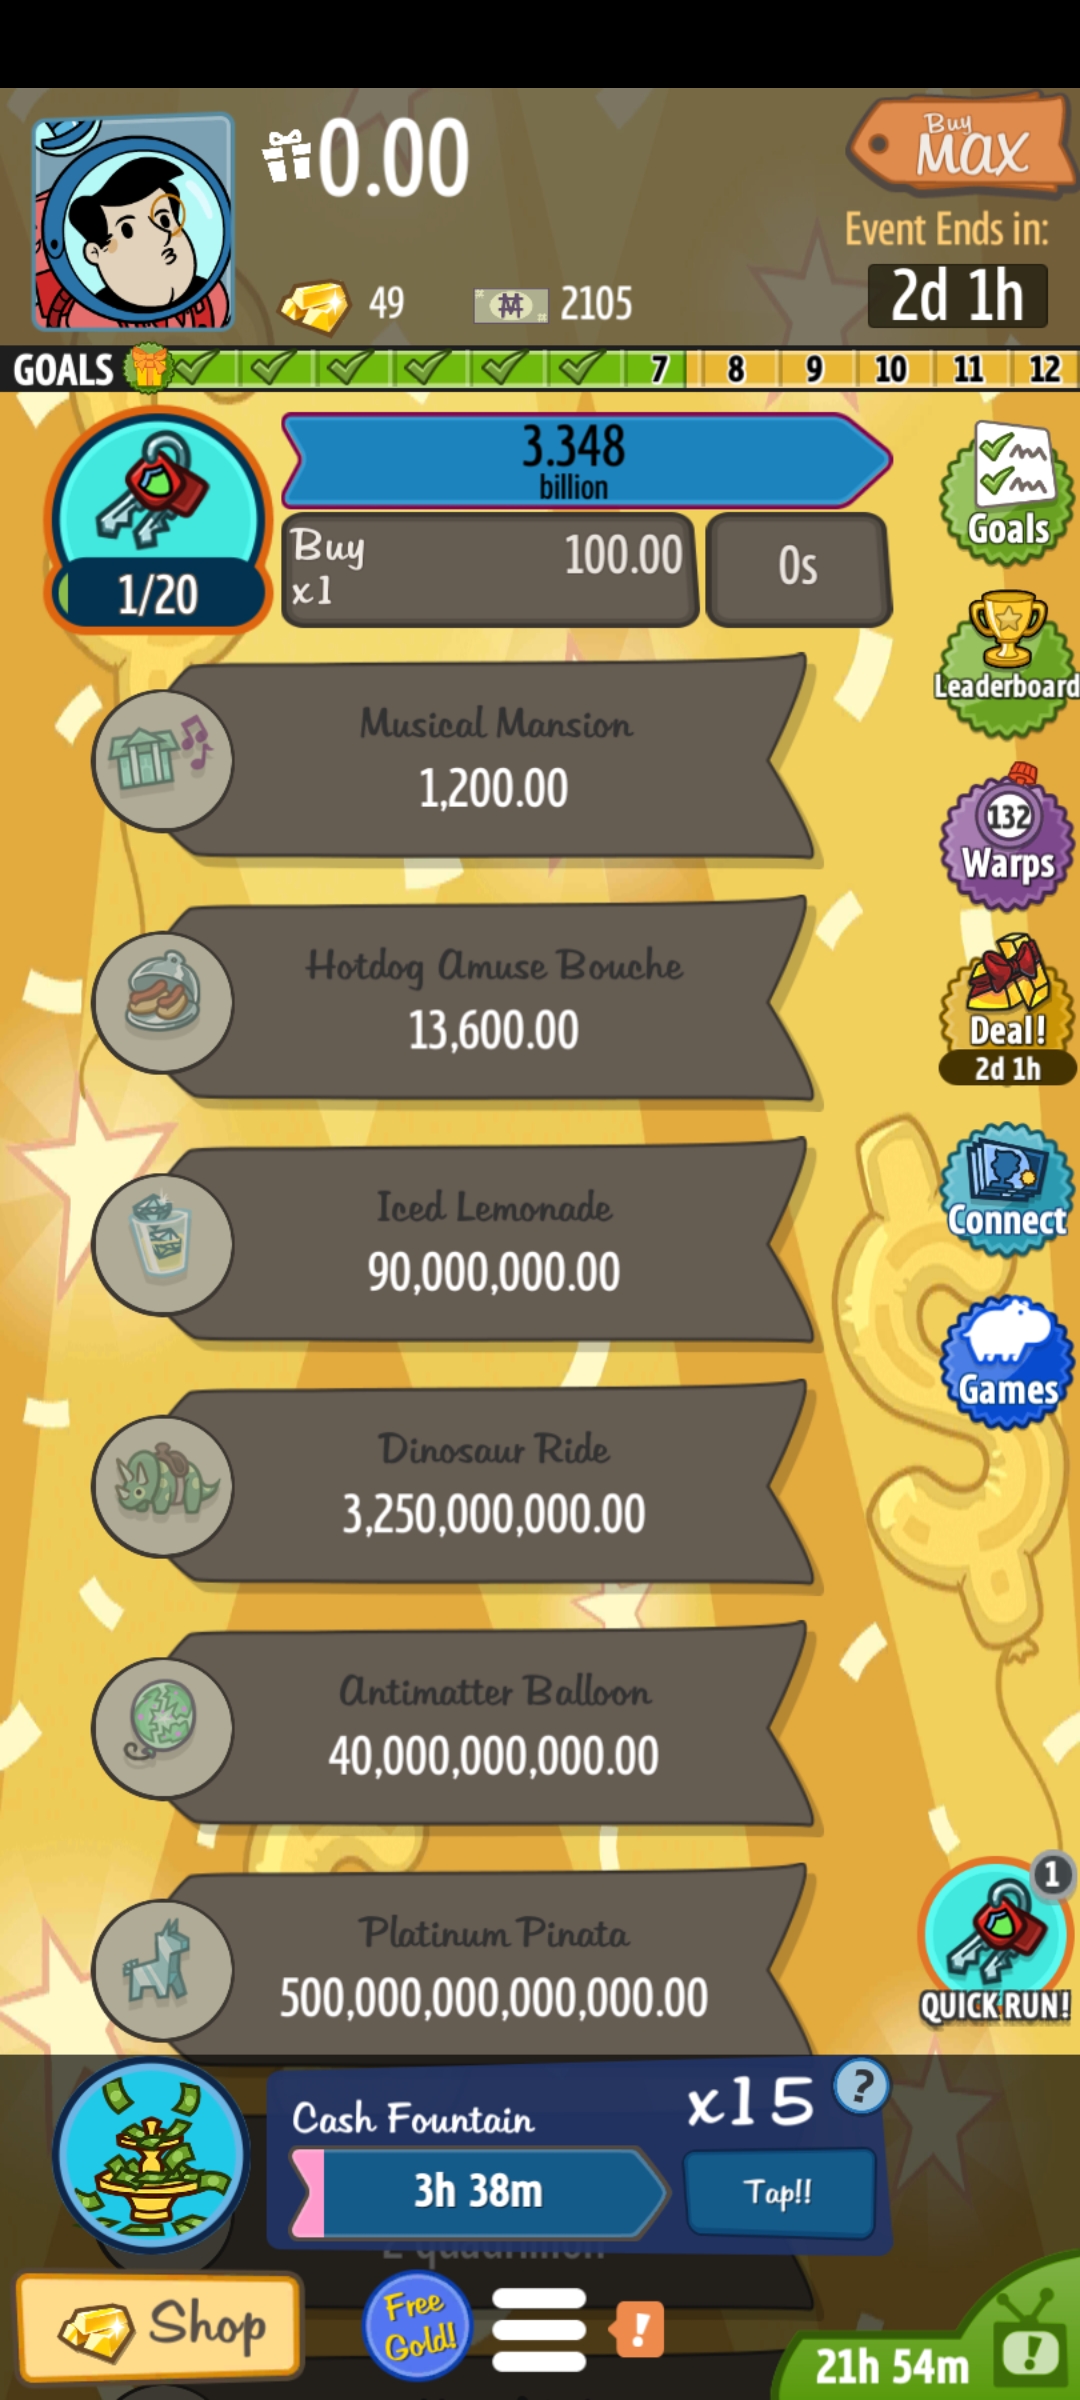 0.00
Buy
MAX
Event Ends in:
49
2105
2d 1h
GOALS
7
8
9
10
11
12
3.348
billion
Buy
x1
100.00
0s
1/20
Goals
Leaderboard
Musical Mansion
1,200.00
132
Warps
Hotdog Amuse Bouche
13,600.00
Deal!
2d 1h
Iced Lemonade
90,000,000.00
Connect
Games
Dinosaur Ride
3,250,000,000.00
Antimatter Balloon
40,000,000,000.00
1
QUICK RUN!
Platinum Pinata
500,000,000,000,000.00
Cash Fountain
x15
?
3h 38m
Tap!!
2 quadrillion
Shop
Free
Gold!
!
21h 54m
!